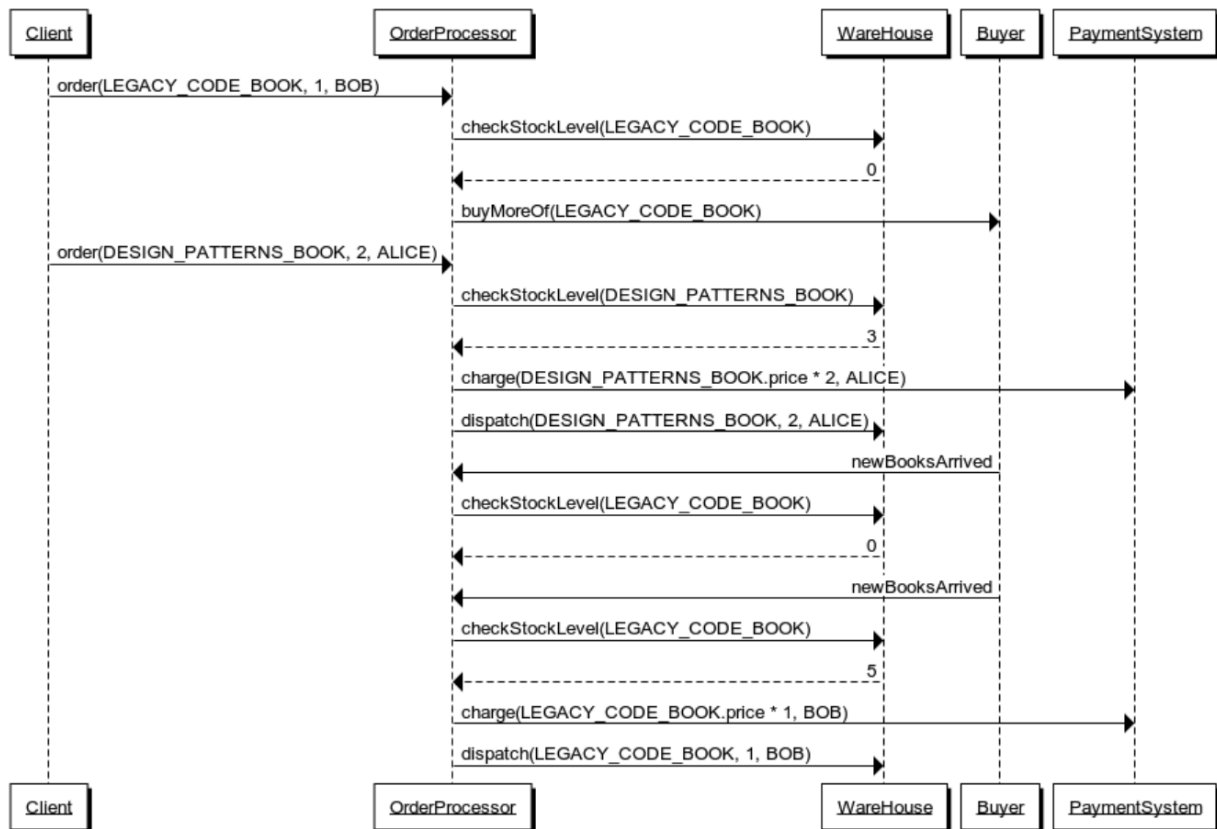 Client OrderProcessor WareHouse Buyer PaymentSystem
order(LEGACY_CODE_BOOK, 1, BOB)
checkStockLevel(LEGACY_CODE_BOOK)
0
buyMoreOf(LEGACY_CODE_BOOK)
order(DESIGN_PATTERNS_BOOK, 2, ALICE)
checkStockLevel(DESIGN_PATTERNS_BOOK)
3
charge(DESIGN_PATTERNS_BOOK.price * 2, ALICE)
dispatch(DESIGN_PATTERNS_BOOK, 2, ALICE)
newBooksArrived
checkStockLevel(LEGACY_CODE_BOOK)
0
newBooksArrived
checkStockLevel(LEGACY_CODE_BOOK)
5
charge(LEGACY_CODE_BOOK.price * 1, BOB)
dispatch(LEGACY_CODE_BOOK, 1, BOB)
Client OrderProcessor WareHouse Buyer PaymentSystem